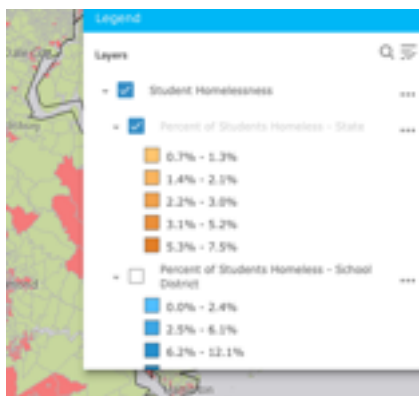 Legend
Layers
Student Homelessness
Percent of Students Homeless - State
0.7% - 1.3%
1.4% - 2.1%
2.2% - 3.0%
3.1% - 5.2%
5.3% - 7.5%
Percent of Students Homeless - School
District
0.0% - 2.4%
2.5% - 6.1%
6.2% - 12.1%